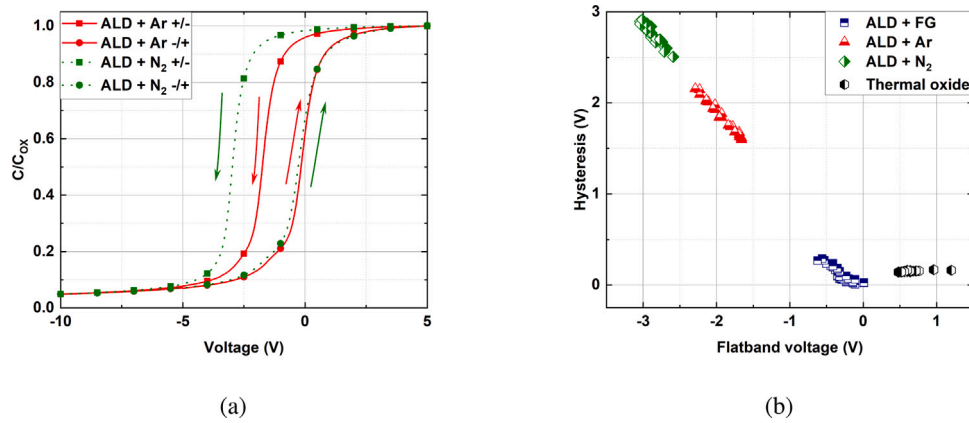 ALD + Ar +/-
ALD + Ar -/+
ALD + N₂ +/-
ALD + N₂ -/+
C/C_OX
1.0
0.8
0.6
0.4
0.2
0.0
-10
-5
0
5
Voltage (V)
(a)
ALD + FG
ALD + Ar
ALD + N₂
Thermal oxide
Hysteresis (V)
3
2
1
0
-3
-2
-1
0
1
Flatband voltage (V)
(b)